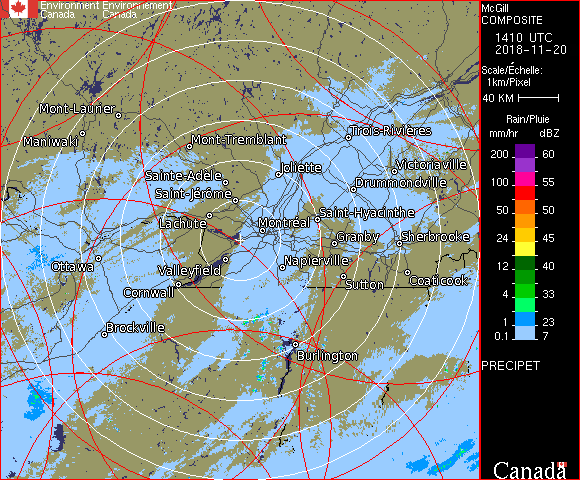 Environment Environnement
Canada Canada
McGill
COMPOSITE
1410 UTC
2018-11-20
Scale/Échelle:
1km/Pixel
40 KM
Rain/Pluie
mm/hr dBZ
200 60
100 55
50 50
24 45
12 40
4 33
1 23
0.1 7
PRECIPET
Canada
Mont-Laurier
Maniwaki
Mont-Tremblant
Trois-Rivières
Joliette
Victoriaville
Sainte-Adèle
Drummondville
Saint-Jérôme
Saint-Hyacinthe
Lachute
Montréal
Granby
Sherbrooke
Ottawa
Valleyfield
Napierville
Sutton
Coaticook
Cornwall
Brockville
Burlington